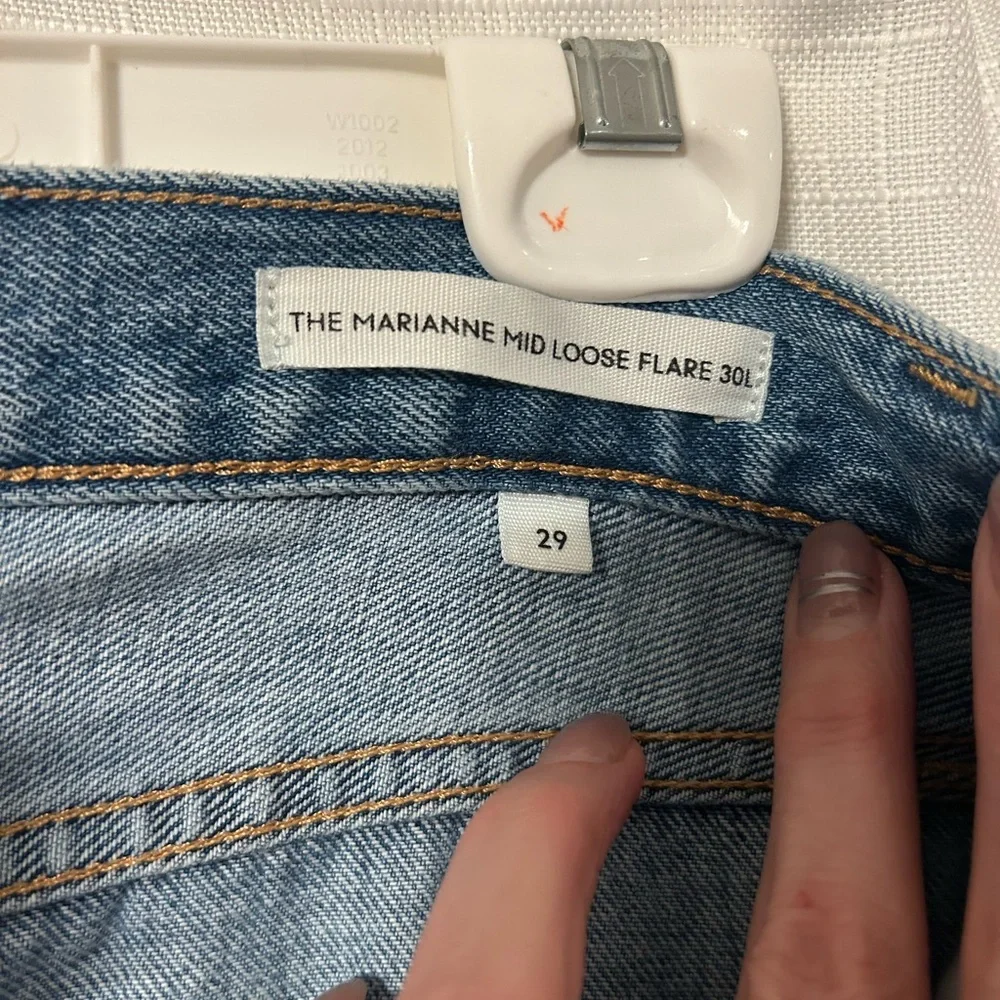 W1002
2012
THE MARIANNE MID LOOSE FLARE 30L
29